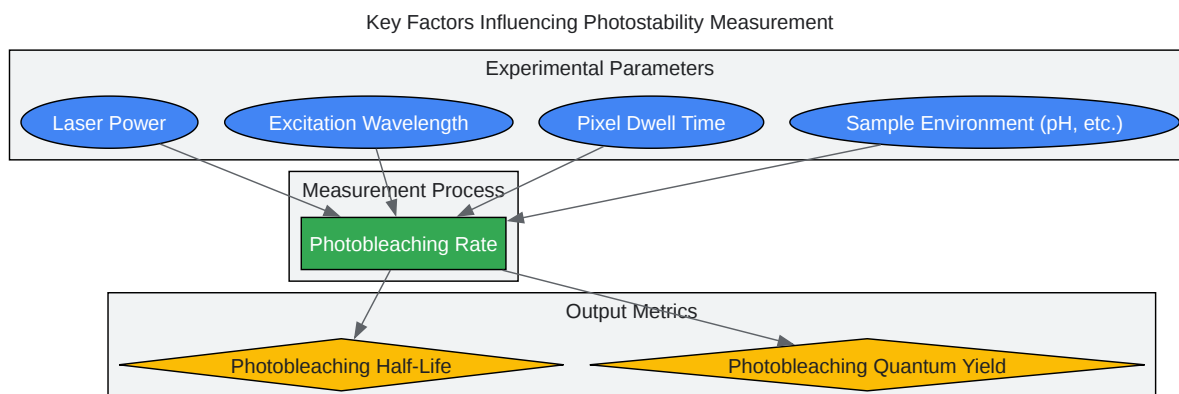 Key Factors Influencing Photostability Measurement
Experimental Parameters
Laser Power
Excitation Wavelength
Pixel Dwell Time
Sample Environment (pH, etc.)
Measurement Process
Photobleaching Rate
Output Metrics
Photobleaching Half-Life
Photobleaching Quantum Yield